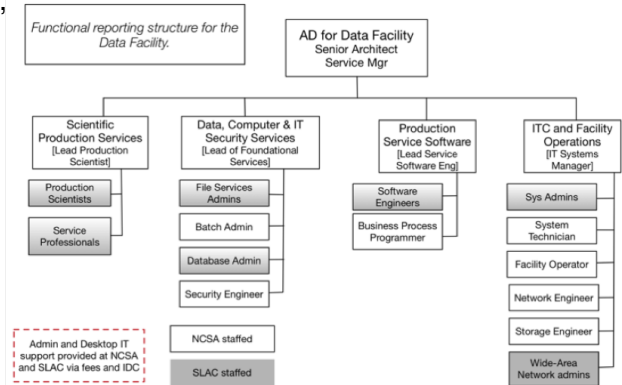 ,
Functional reporting structure for the
Data Facility.
AD for Data Facility
Senior Architect
Service Mgr
Scientific
Production Services
[Lead Production
Scientist]
Production
Scientists
Service
Professionals
Data, Computer & IT
Security Services
[Lead of Foundational
Services]
File Services
Admins
Batch Admin
Database Admin
Security Engineer
Production
Service Software
[Lead Service
Software Eng]
Software
Engineers
Business Process
Programmer
ITC and Facility
Operations
[IT Systems
Manager]
Sys Admins
System
Technician
Facility Operator
Network Engineer
Storage Engineer
Wide-Area
Network admins
Admin and Desktop IT
support provided at NCSA
and SLAC via fees and IDC
NCSA staffed
SLAC staffed